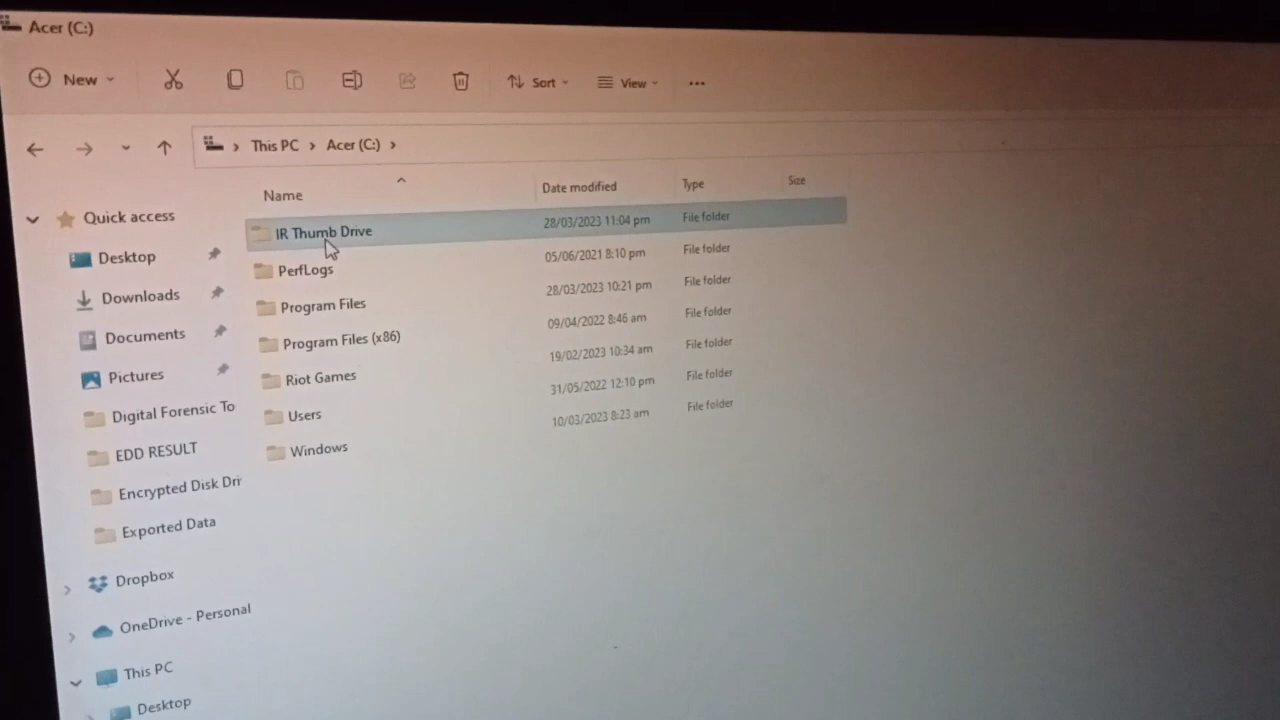 Acer (C:)
New
Sort
View
This PC
Acer (C:)
Name
Date modified
Type
Size
Quick access
Desktop
Downloads
Documents
Pictures
Digital Forensic To
EDD RESULT
Encrypted Disk Dri
Exported Data
Dropbox
OneDrive - Personal
This PC
Desktop
IR Thumb Drive 28/03/2023 11:04 pm File folder
PerfLogs 05/06/2021 8:10 pm File folder
Program Files 28/03/2023 10:21 pm File folder
Program Files (x86) 09/04/2022 8:46 am File folder
Riot Games 19/02/2023 10:34 am File folder
Users 31/05/2022 12:10 pm File folder
Windows 10/03/2023 8:23 am File folder